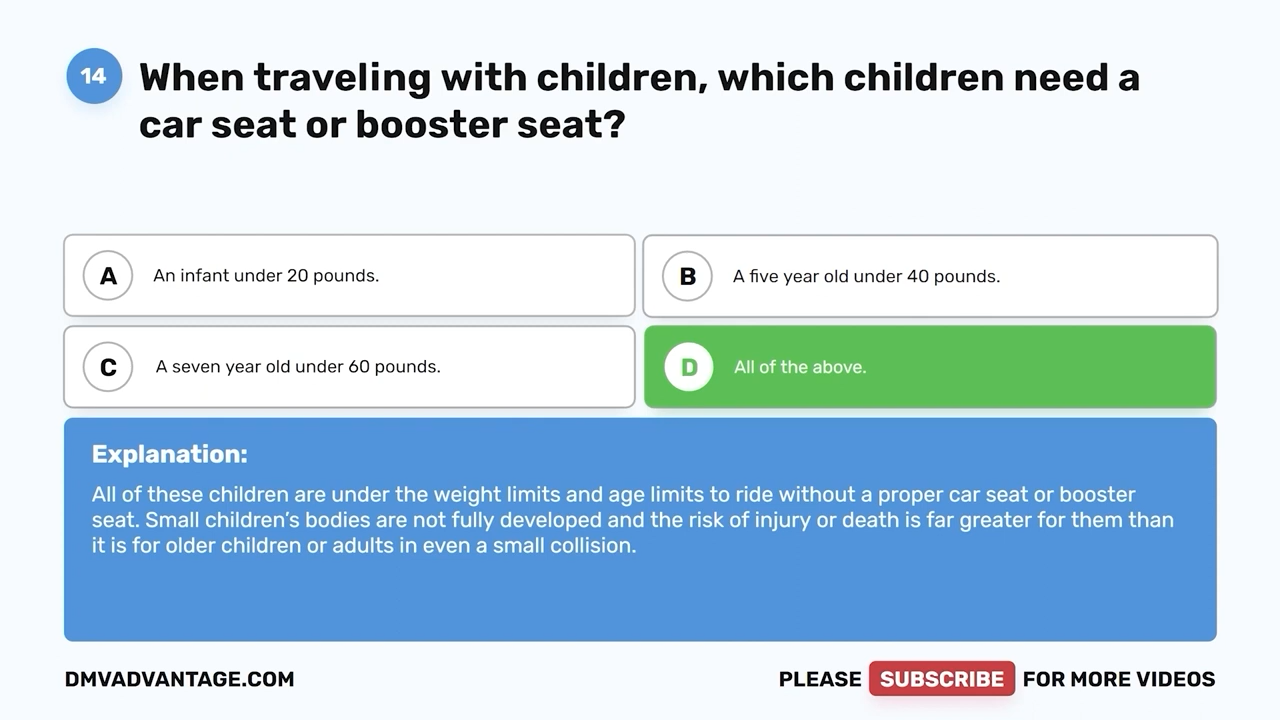 14
When traveling with children, which children need a
car seat or booster seat?
A
An infant under 20 pounds.
B
A five year old under 40 pounds.
C
A seven year old under 60 pounds.
D
All of the above.
Explanation:
All of these children are under the weight limits and age limits to ride without a proper car seat or booster
seat. Small children’s bodies are not fully developed and the risk of injury or death is far greater for them than
it is for older children or adults in even a small collision.
DMVADVANTAGE.COM
PLEASE SUBSCRIBE FOR MORE VIDEOS